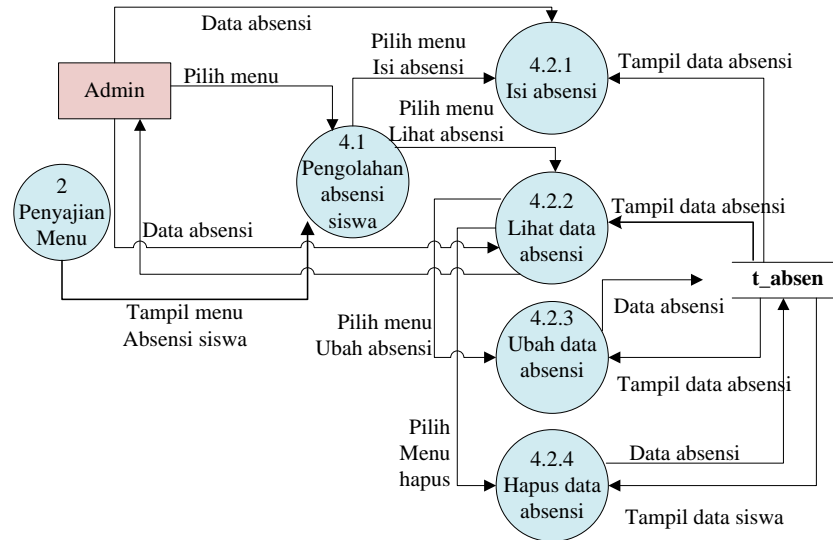 Data absensi
Pilih menu
Isi absensi
4.2.1
Isi absensi
Tampil data absensi
Admin
Pilih menu
Pilih menu
Lihat absensi
4.1
Pengolahan
absensi
siswa
2
Penyajian
Menu
4.2.2
Lihat data
absensi
Tampil data absensi
Data absensi
t_absen
Tampil menu
Absensi siswa
Pilih menu
Ubah absensi
4.2.3
Ubah data
absensi
Data absensi
Tampil data absensi
Pilih
Menu
hapus
4.2.4
Hapus data
absensi
Data absensi
Tampil data siswa